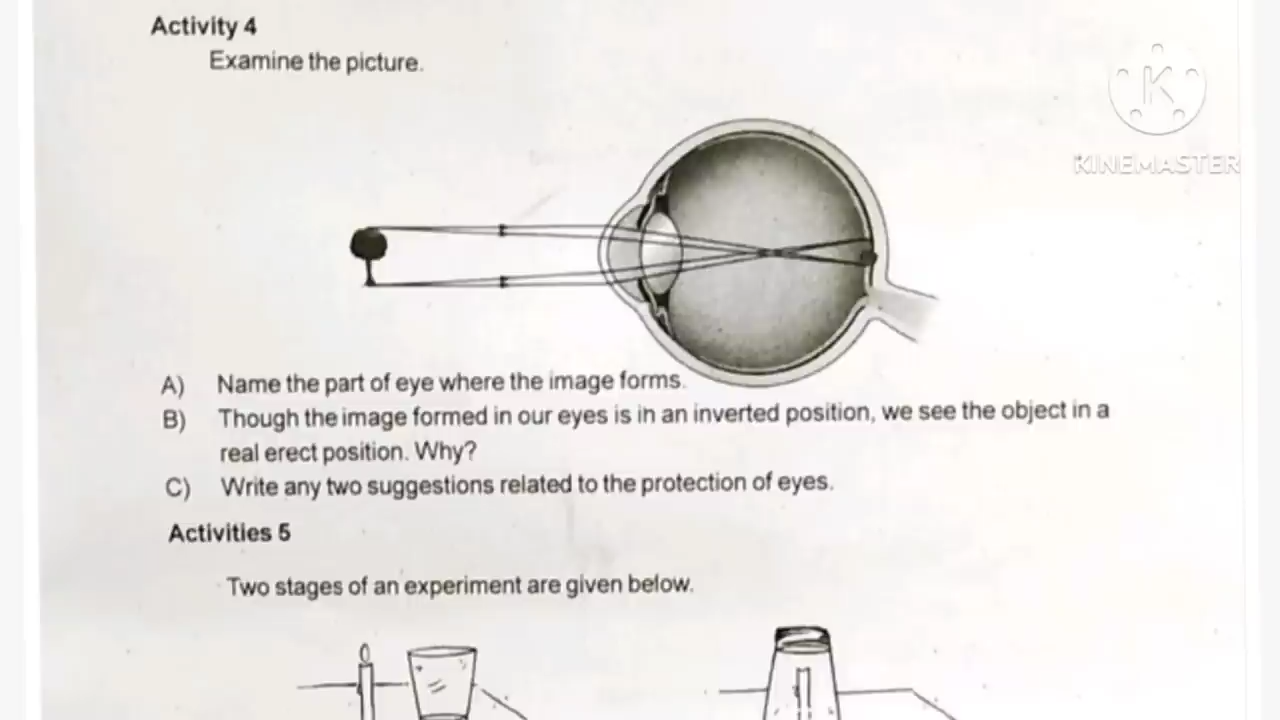 Activity 4
Examine the picture.
K
KINEMASTER
A) Name the part of eye where the image forms.
B) Though the image formed in our eyes is in an inverted position, we see the object in a
real erect position. Why?
C) Write any two suggestions related to the protection of eyes.
Activities 5
Two stages of an experiment are given below.